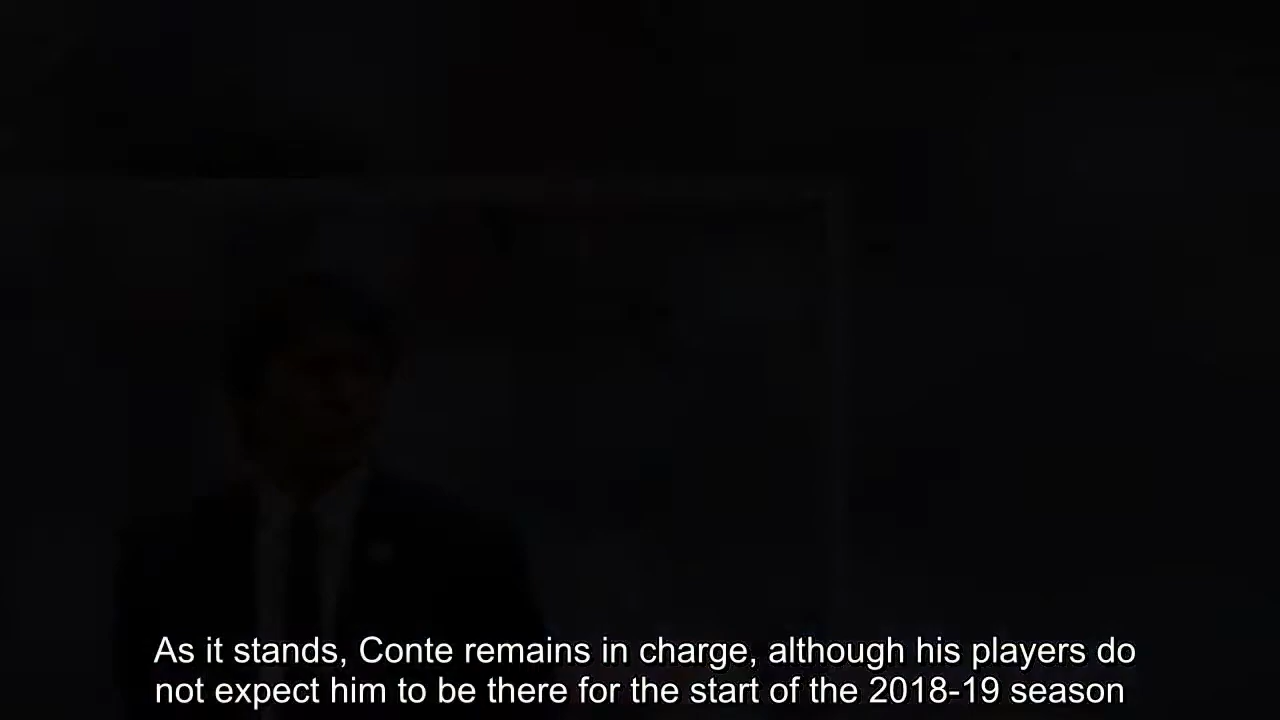 As it stands, Conte remains in charge, although his players do
not expect him to be there for the start of the 2018-19 season